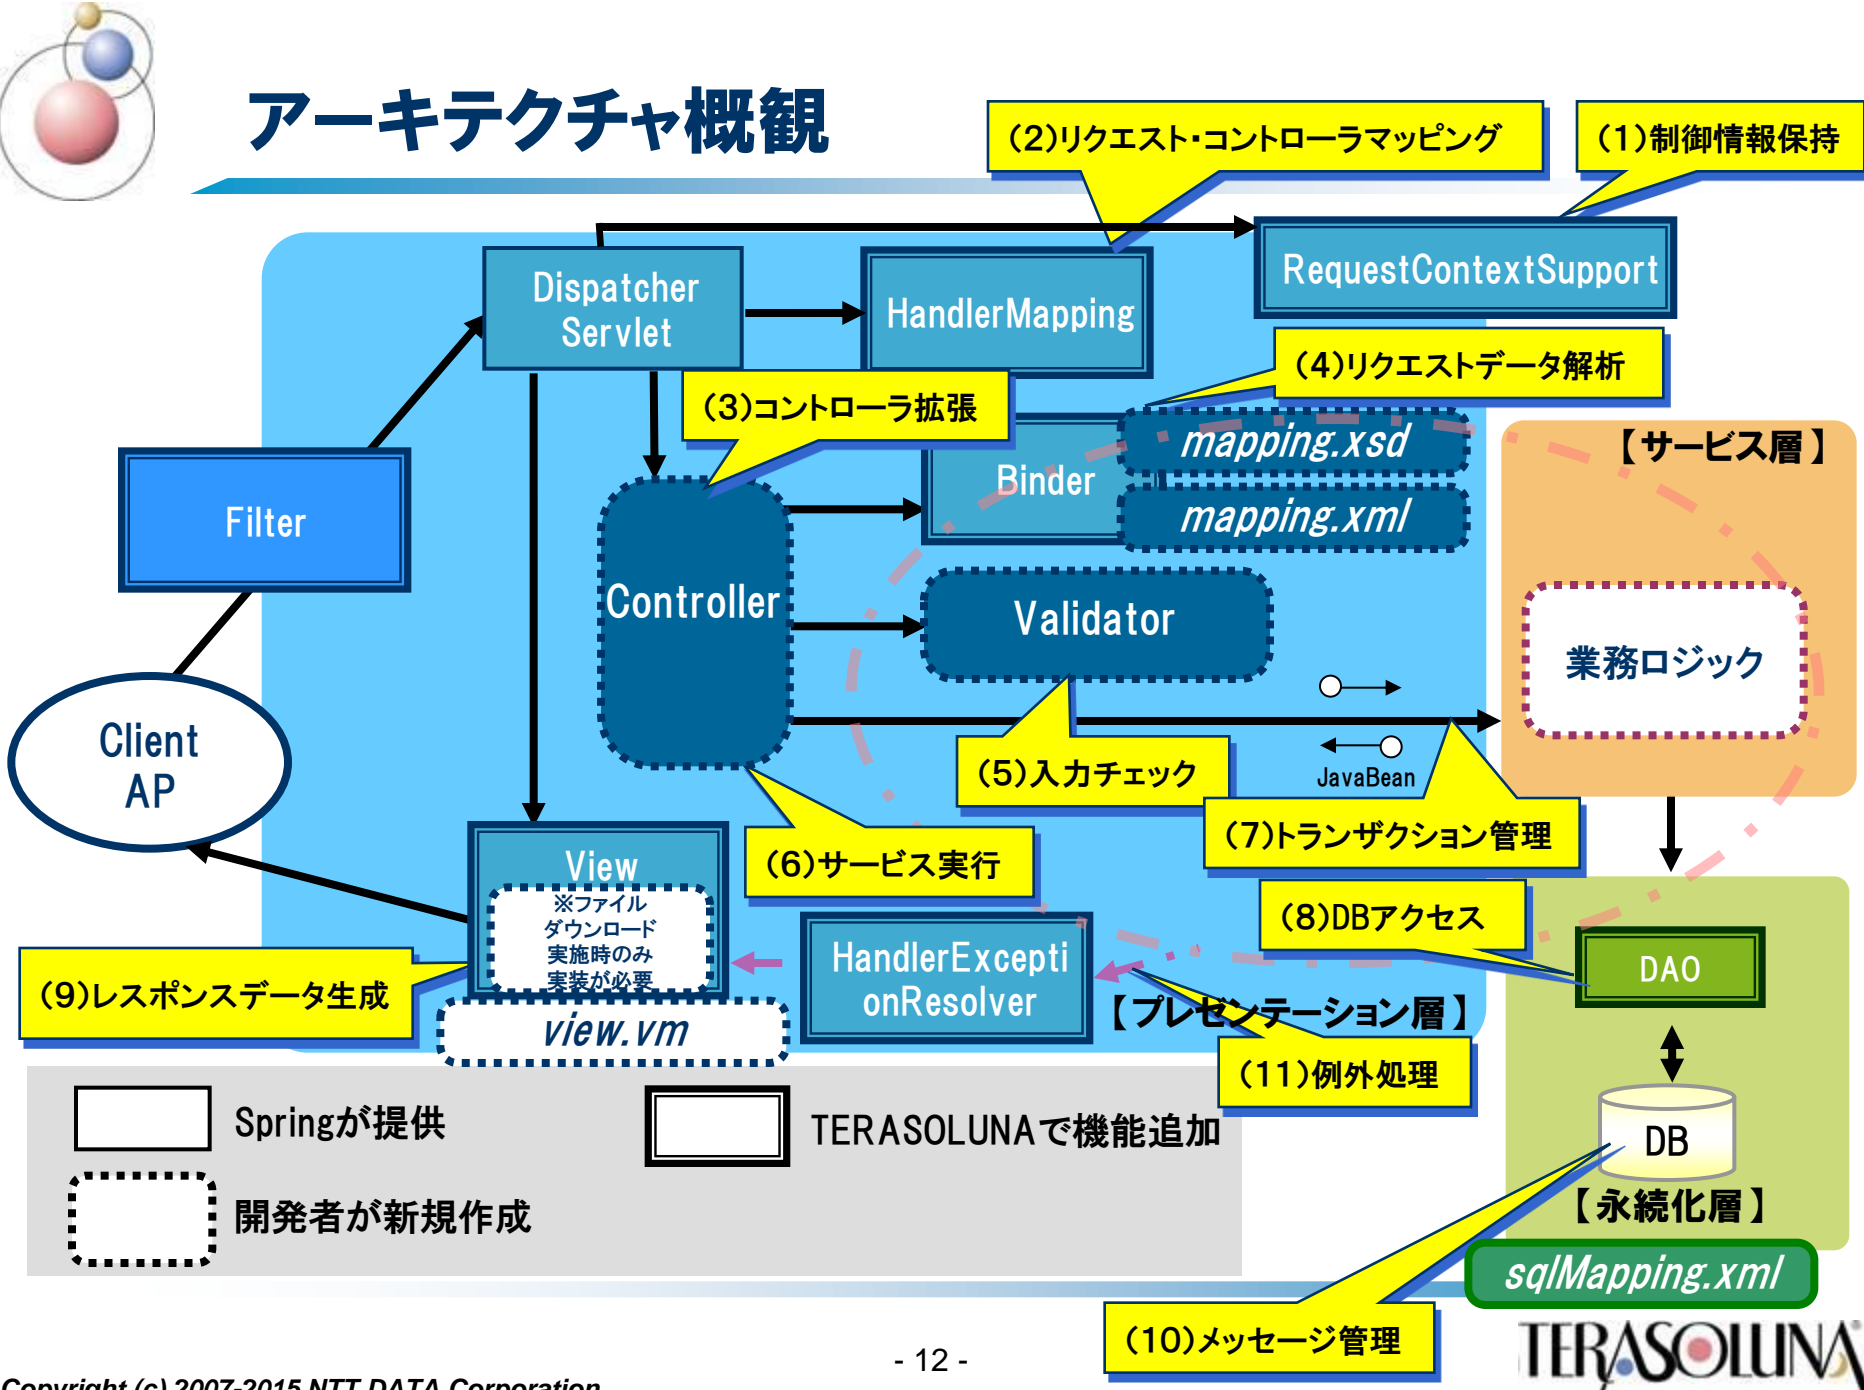 アーキテクチャ概観
(2)リクエスト・コントローラマッピング
(1)制御情報保持
Dispatcher
Servlet
HandlerMapping
RequestContextSupport
(4)リクエストデータ解析
(3)コントローラ拡張
mapping.xsd
Binder
mapping.xml
【サービス層】
Filter
Controller
Validator
業務ロジック
Client
AP
(5)入力チェック
JavaBean
(7)トランザクション管理
(6)サービス実行
View
※ファイル
ダウンロード
実施時のみ
実装が必要
(8)DBアクセス
HandlerExcepti
onResolver
DAO
(9)レスポンスデータ生成
view.vm
【プレゼンテーション層】
(11)例外処理
DB
【永続化層】
Springが提供
TERASOLUNAで機能追加
開発者が新規作成
sqlMapping.xml
(10)メッセージ管理
- 12 -
TERASOLUNA
Copyright (c) 2007-2015 NTT DATA Corporation